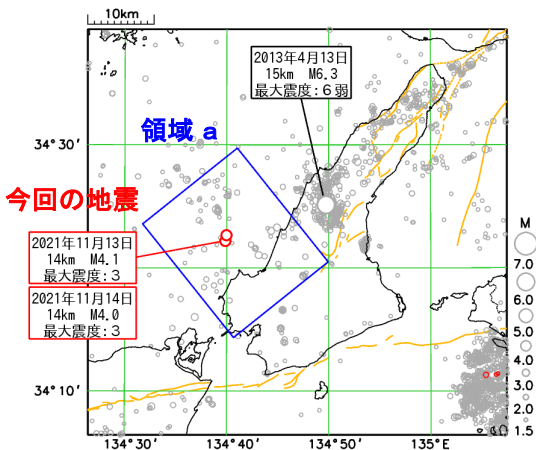 10km
2013年4月13日
15km M6.3
最大震度:6弱
領域 a
34°30′
今回の地震
2021年11月13日
14km M4.1
最大震度:3
2021年11月14日
14km M4.0
最大震度:3
34°10′
M
7.0
6.0
5.0
4.0
3.0
2.0
1.5
134°30′
134°40′
134°50′
135°E